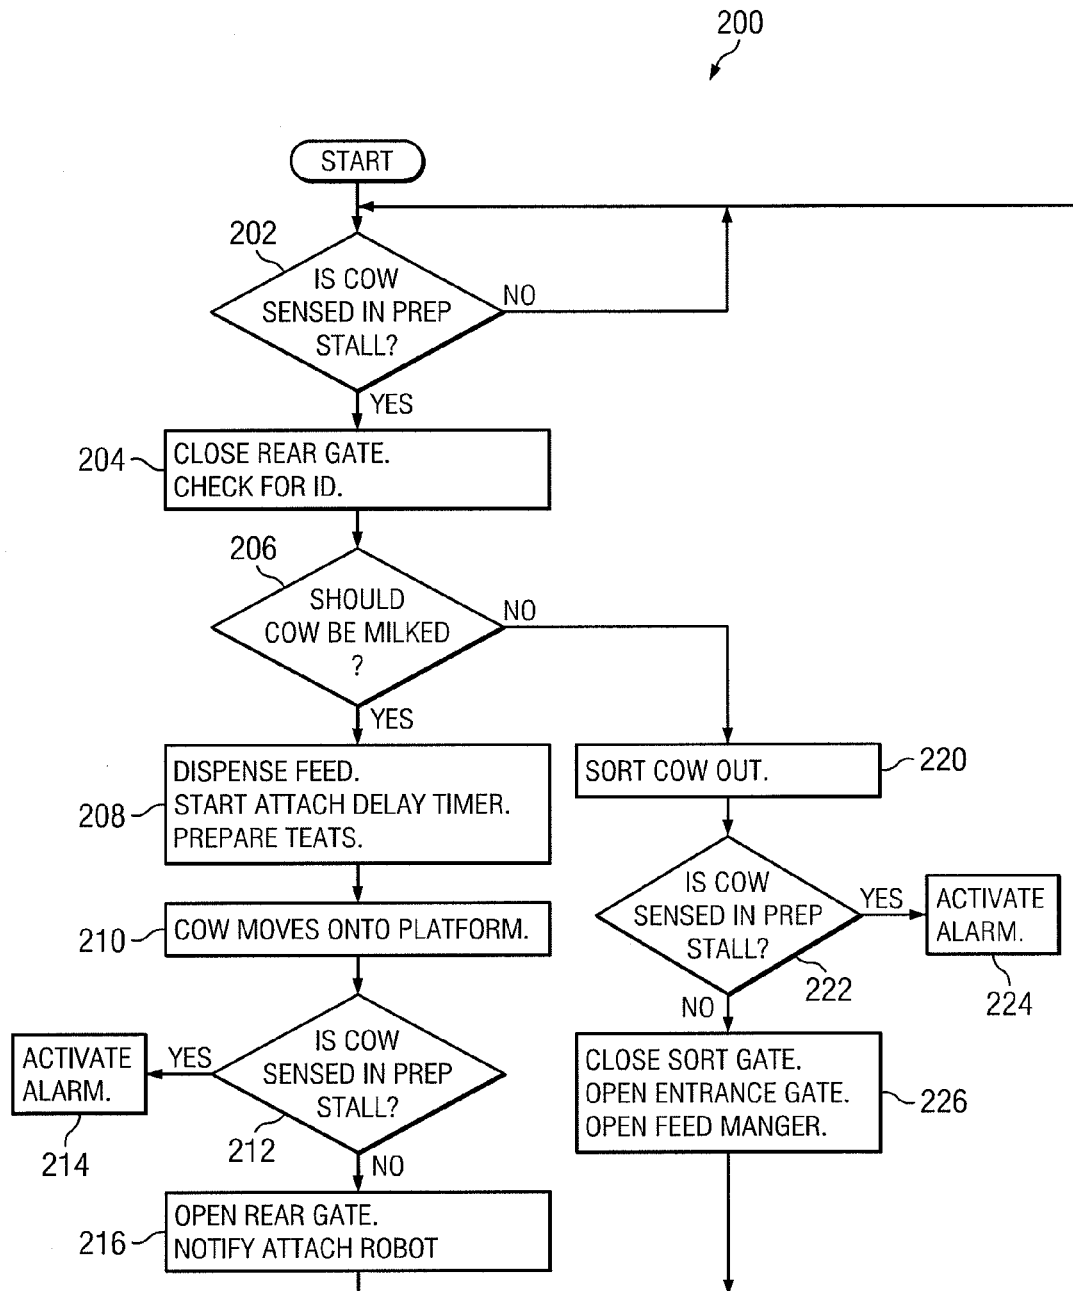 200
START
202
IS COW
SENSED IN PREP
STALL?
NO
YES
204
CLOSE REAR GATE.
CHECK FOR ID.
206
SHOULD
COW BE MILKED
?
NO
YES
208
DISPENSE FEED.
START ATTACH DELAY TIMER.
PREPARE TEATS.
SORT COW OUT.
220
210
COW MOVES ONTO PLATFORM.
IS COW
SENSED IN PREP
STALL?
222
YES
ACTIVATE
ALARM.
224
NO
ACTIVATE
ALARM.
214
YES
IS COW
SENSED IN PREP
STALL?
212
NO
CLOSE SORT GATE.
OPEN ENTRANCE GATE.
OPEN FEED MANGER.
226
216
OPEN REAR GATE.
NOTIFY ATTACH ROBOT